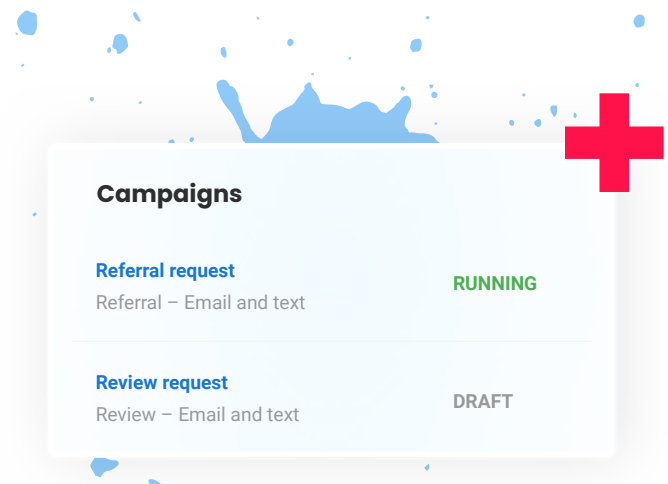 Campaigns
Referral request
Referral – Email and text
RUNNING
Review request
Review – Email and text
DRAFT